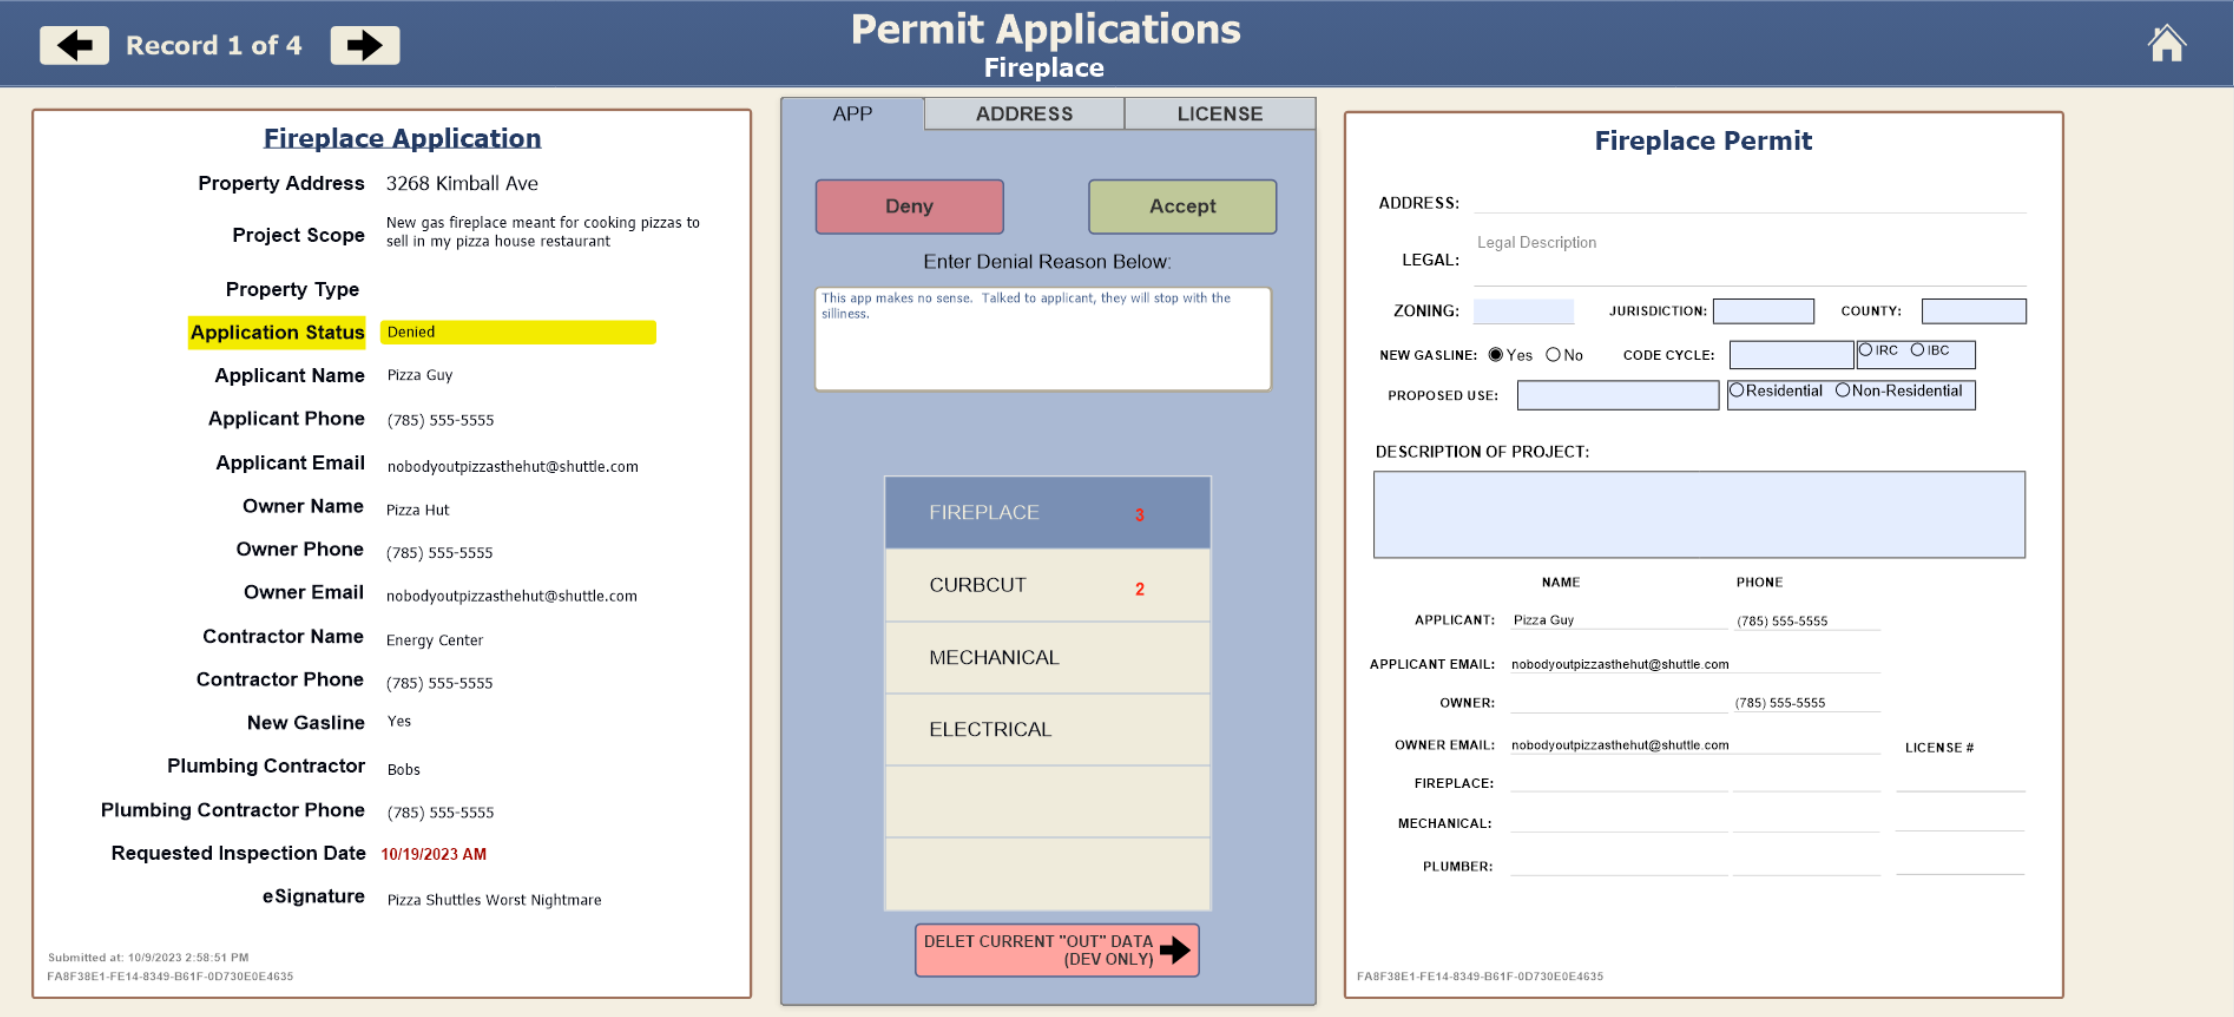 Record 1 of 4
Permit Applications
Fireplace
Fireplace Application
Property Address 3268 Kimball Ave
Project Scope New gas fireplace meant for cooking pizzas to
sell in my pizza house restaurant
Property Type
Application Status Denied
Applicant Name Pizza Guy
Applicant Phone (785) 555-5555
Applicant Email nobodyoutpizzasthehut@shuttle.com
Owner Name Pizza Hut
Owner Phone (785) 555-5555
Owner Email nobodyoutpizzasthehut@shuttle.com
Contractor Name Energy Center
Contractor Phone (785) 555-5555
New Gasline Yes
Plumbing Contractor Bobs
Plumbing Contractor Phone (785) 555-5555
Requested Inspection Date 10/19/2023 AM
eSignature Pizza Shuttles Worst Nightmare
Submitted at: 10/9/2023 2:58:51 PM
FA8F38E1-FE14-8349-B61F-0D730E0E4635
APP ADDRESS LICENSE
Deny Accept
Enter Denial Reason Below:
This app makes no sense. Talked to applicant, they will stop with the
silliness.
FIREPLACE 3
CURBCUT 2
MECHANICAL
ELECTRICAL
DELET CURRENT "OUT" DATA
(DEV ONLY)
Fireplace Permit
ADDRESS:
Legal Description
LEGAL:
ZONING: JURISDICTION: COUNTY:
NEW GASLINE: Yes No CODE CYCLE: IRC IBC
PROPOSED USE: Residential Non-Residential
DESCRIPTION OF PROJECT:
NAME PHONE
APPLICANT: Pizza Guy (785) 555-5555
APPLICANT EMAIL: nobodyoutpizzasthehut@shuttle.com
OWNER: (785) 555-5555
OWNER EMAIL: nobodyoutpizzasthehut@shuttle.com LICENSE #
FIREPLACE:
MECHANICAL:
PLUMBER:
FA8F38E1-FE14-8349-B61F-0D730E0E4635